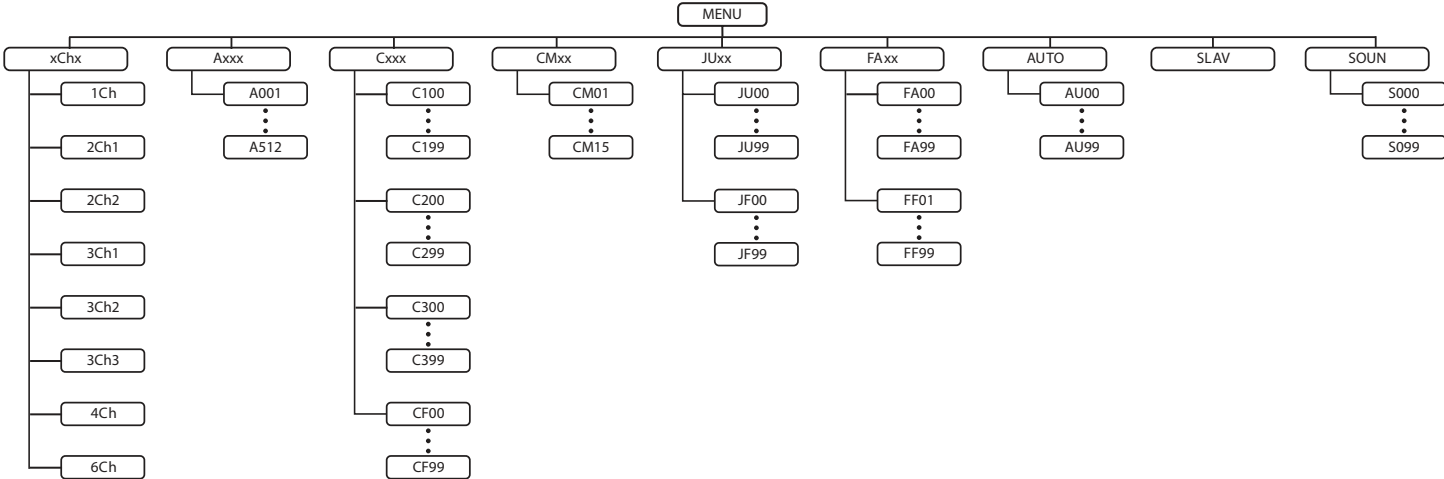 MENU
xChx
Axxx
Cxxx
CMxx
JUxx
FAxx
AUTO
SLAV
SOUN
1Ch
2Ch1
2Ch2
3Ch1
3Ch2
3Ch3
4Ch
6Ch
A001
A512
C100
C199
C200
C299
C300
C399
CF00
CF99
CM01
CM15
JU00
JU99
JF00
JF99
FA00
FA99
FF01
FF99
AU00
AU99
S000
S099